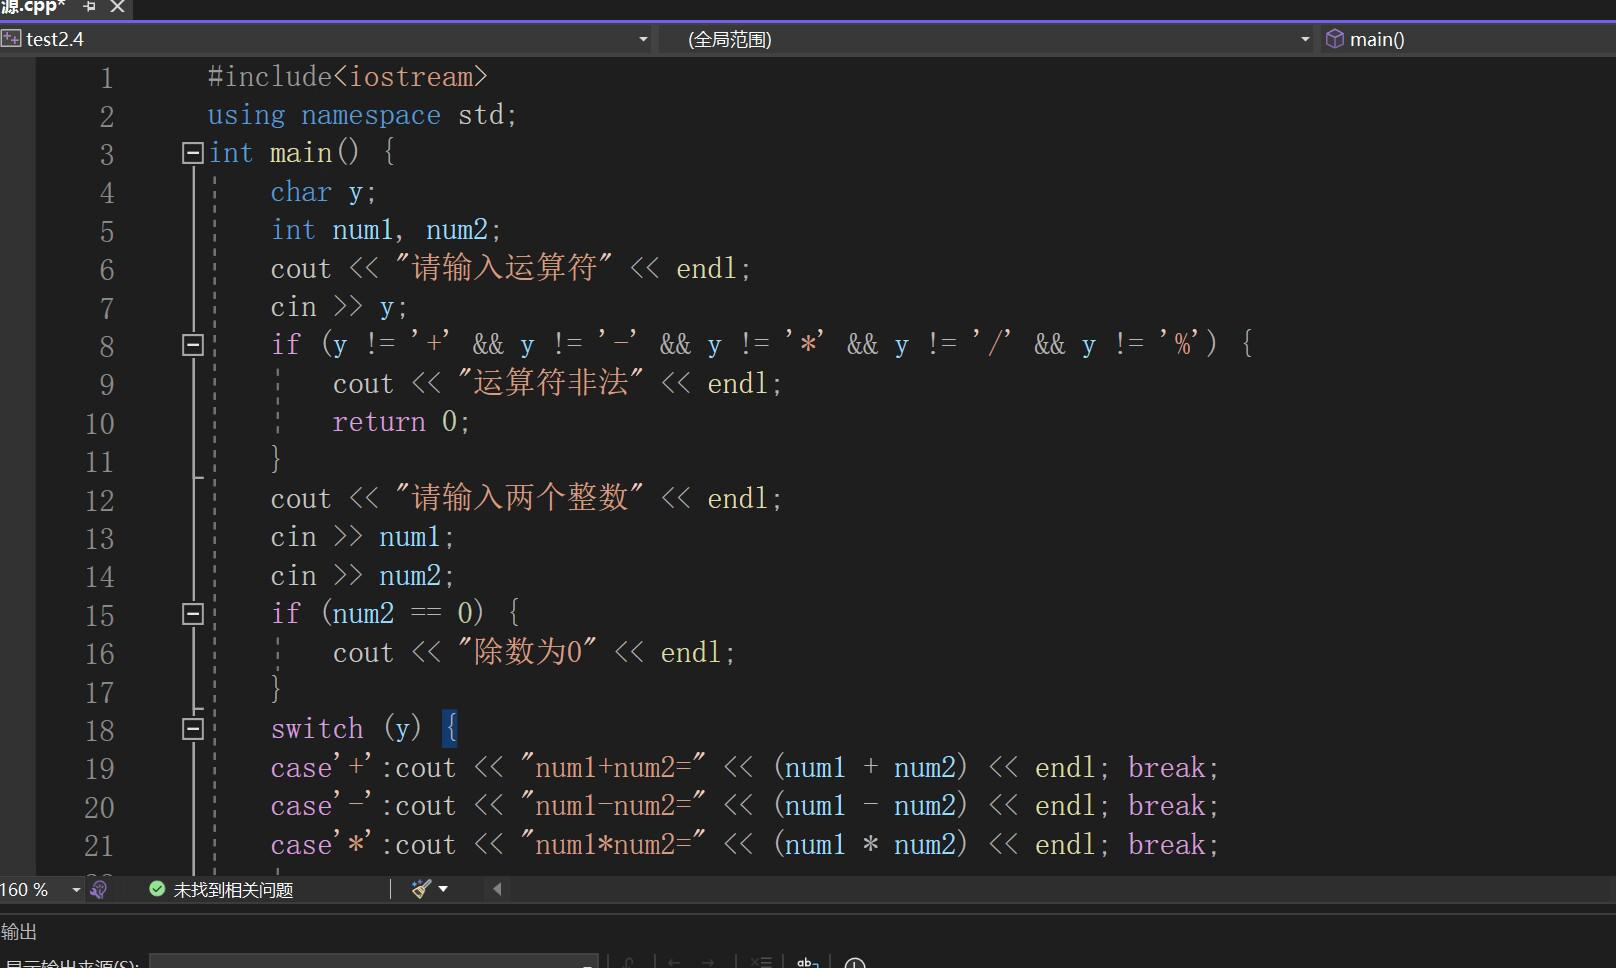 源.cpp*
test2.4 (全局范围) main()
1 #include<iostream>
2 using namespace std;
3 int main() {
4 char y;
5 int num1, num2;
6 cout << "请输入运算符" << endl;
7 cin >> y;
8 if (y != '+' && y != '-' && y != '*' && y != '/' && y != '%') {
9 cout << "运算符非法" << endl;
10 return 0;
11 }
12 cout << "请输入两个整数" << endl;
13 cin >> num1;
14 cin >> num2;
15 if (num2 == 0) {
16 cout << "除数为0" << endl;
17 }
18 switch (y) {
19 case'+':cout << "num1+num2=" << (num1 + num2) << endl; break;
20 case'-':cout << "num1-num2=" << (num1 - num2) << endl; break;
21 case'*':cout << "num1*num2=" << (num1 * num2) << endl; break;
160 % 未找到相关问题
输出
显示输出来源(S):